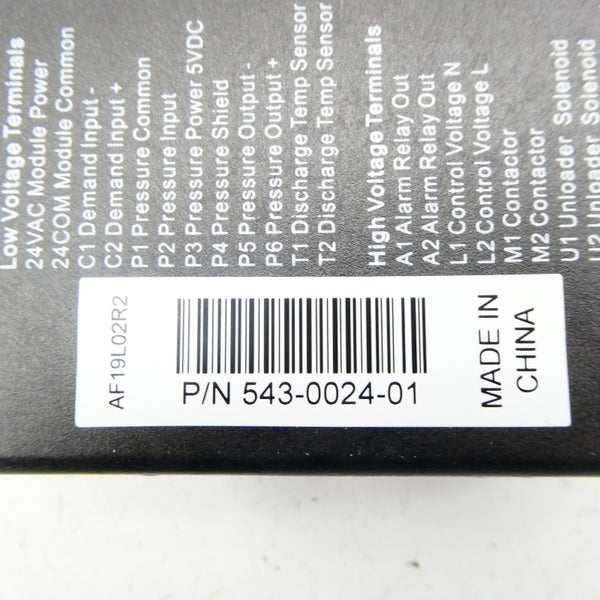 Low Voltage Terminals
24VAC Module Power
24COM Module Common
C1 Demand Input -
C2 Demand Input +
P1 Pressure Common
P2 Pressure Input
P3 Pressure Power 5VDC
P4 Pressure Shield
P5 Pressure Output -
P6 Pressure Output +
T1 Discharge Temp Sensor
T2 Discharge Temp Sensor
High Voltage Terminals
A1 Alarm Relay Out
A2 Alarm Relay Out
L1 Control Voltage N
L2 Control Voltage L
M1 Contactor
M2 Contactor
U1 Unloader Solenoid
U2 Unloader Solenoid
AF19L02R2
P/N 543-0024-01
MADE IN
CHINA